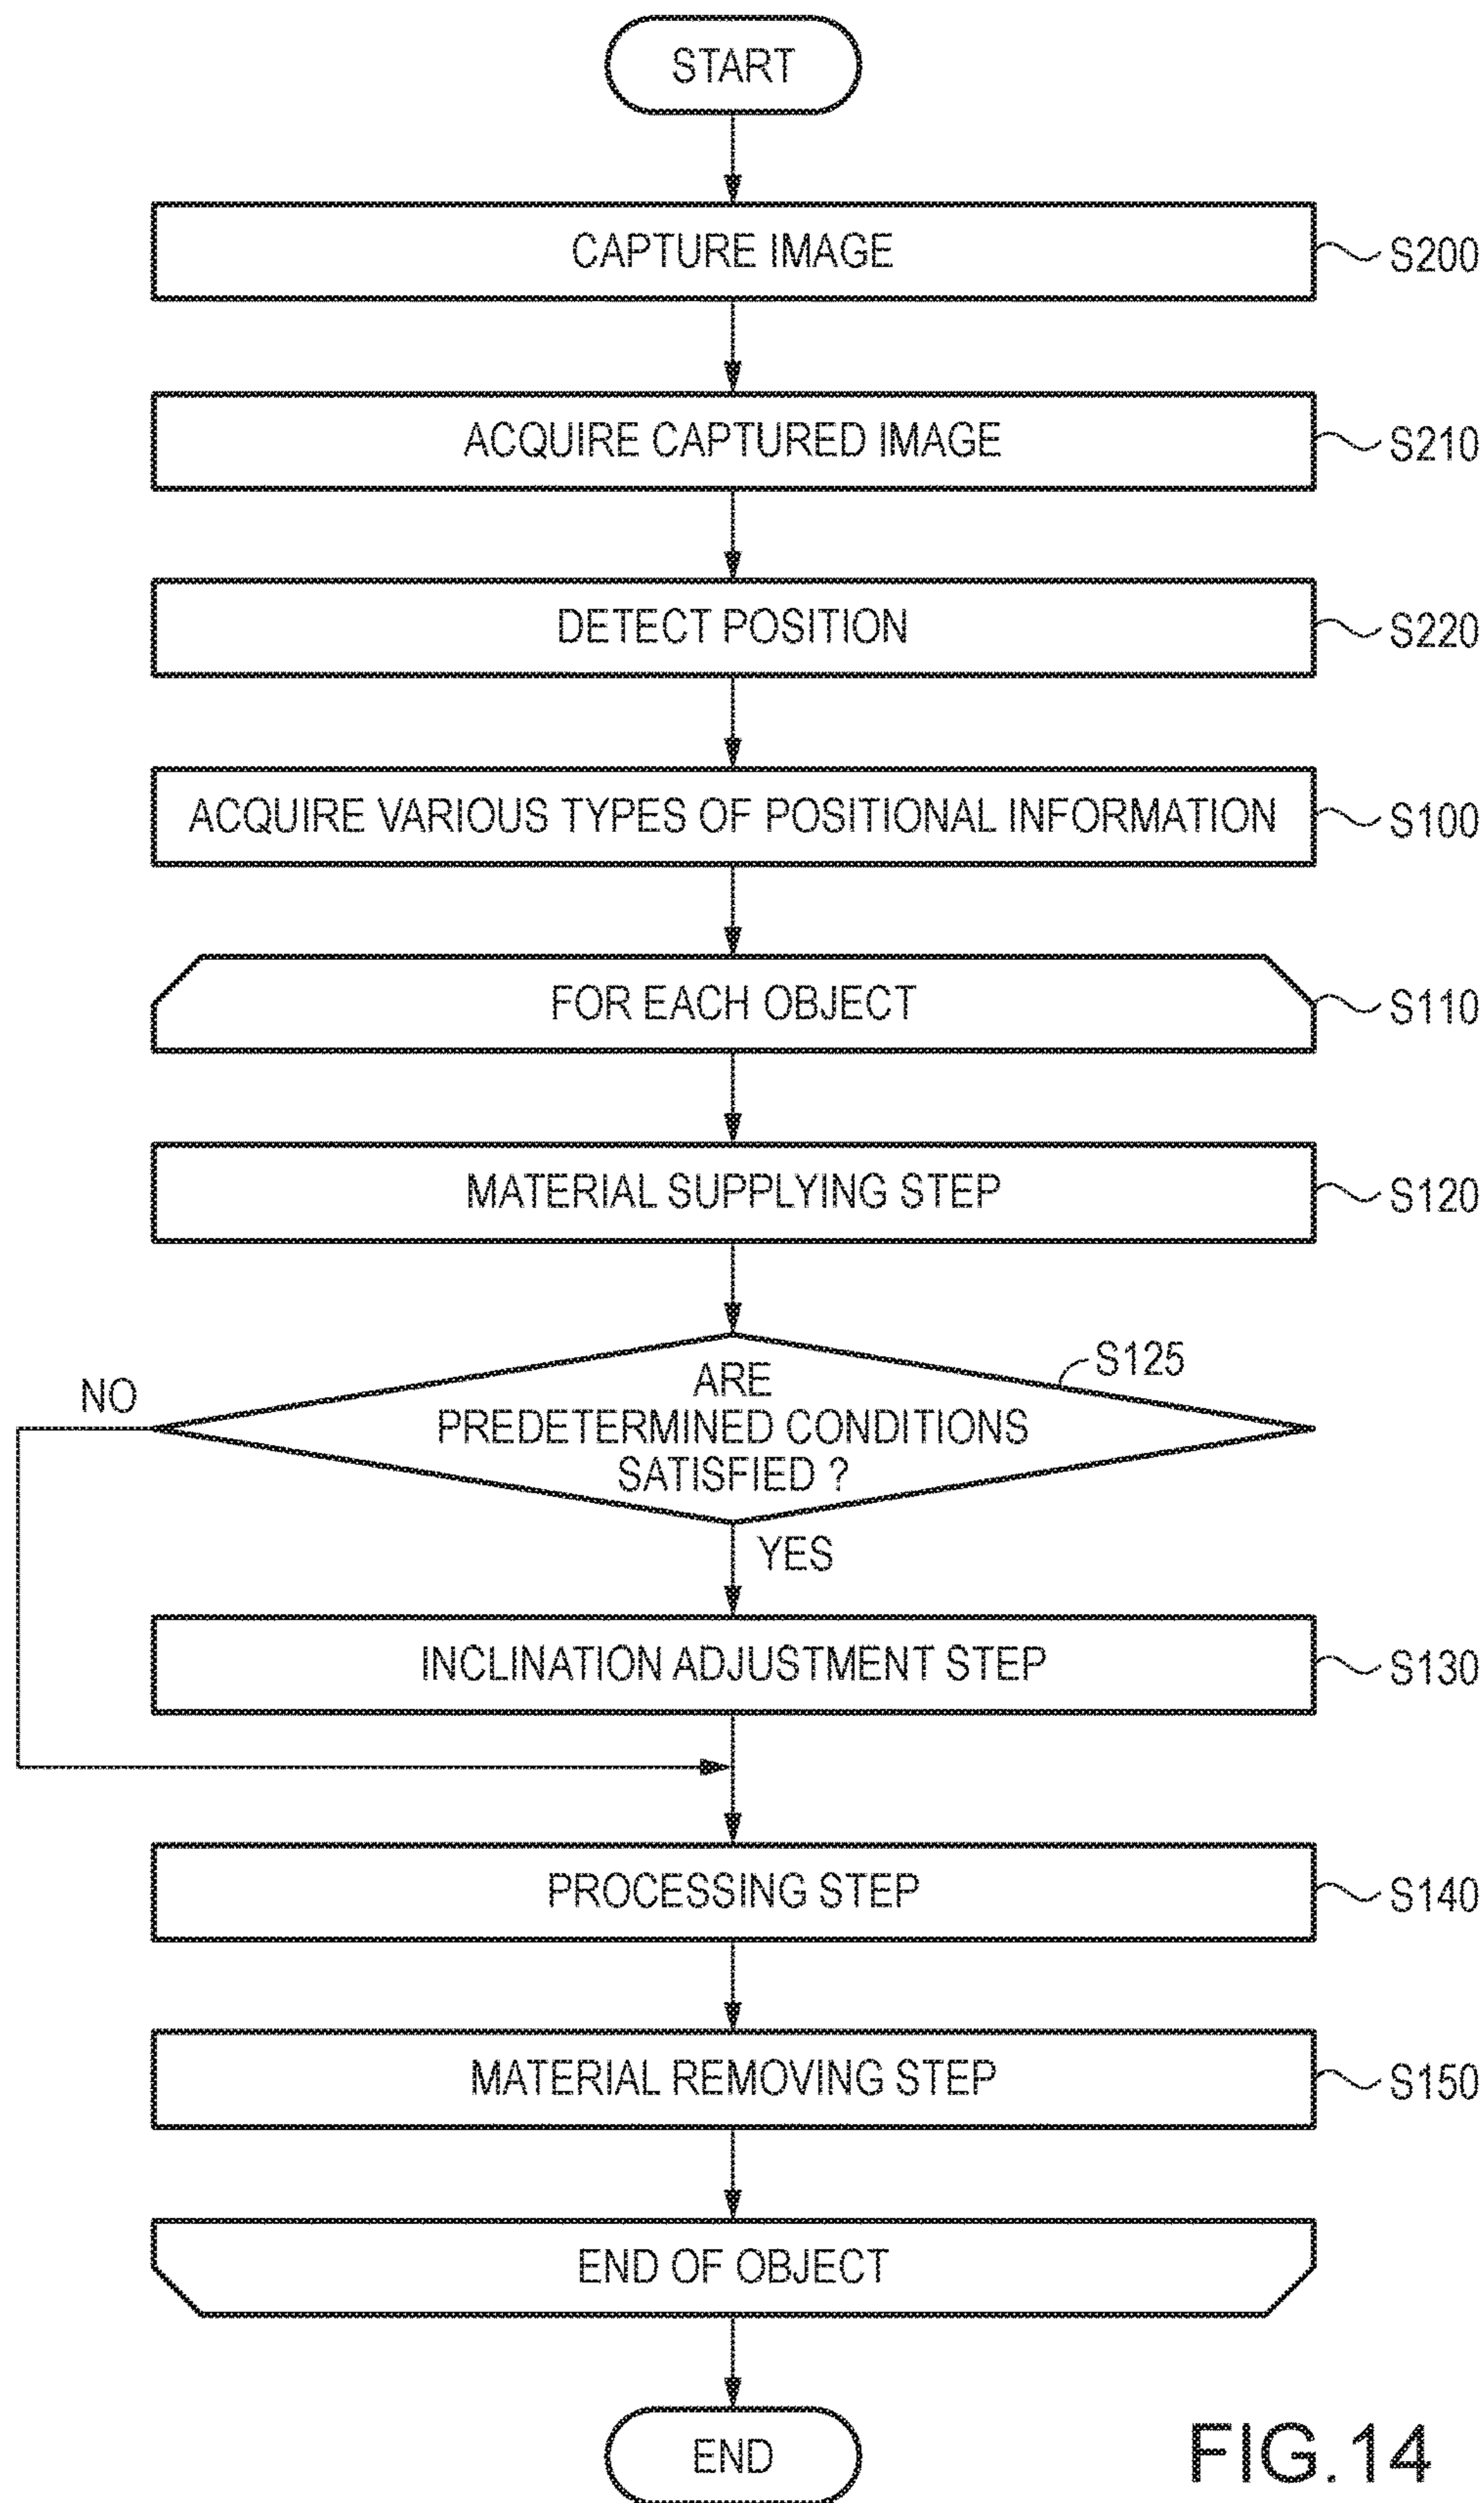 START
CAPTURE IMAGE
S200
ACQUIRE CAPTURED IMAGE
S210
DETECT POSITION
S220
ACQUIRE VARIOUS TYPES OF POSITIONAL INFORMATION
S100
FOR EACH OBJECT
S110
MATERIAL SUPPLYING STEP
S120
S125
ARE
PREDETERMINED CONDITIONS
SATISFIED ?
NO
YES
INCLINATION ADJUSTMENT STEP
S130
PROCESSING STEP
S140
MATERIAL REMOVING STEP
S150
END OF OBJECT
END
FIG.14